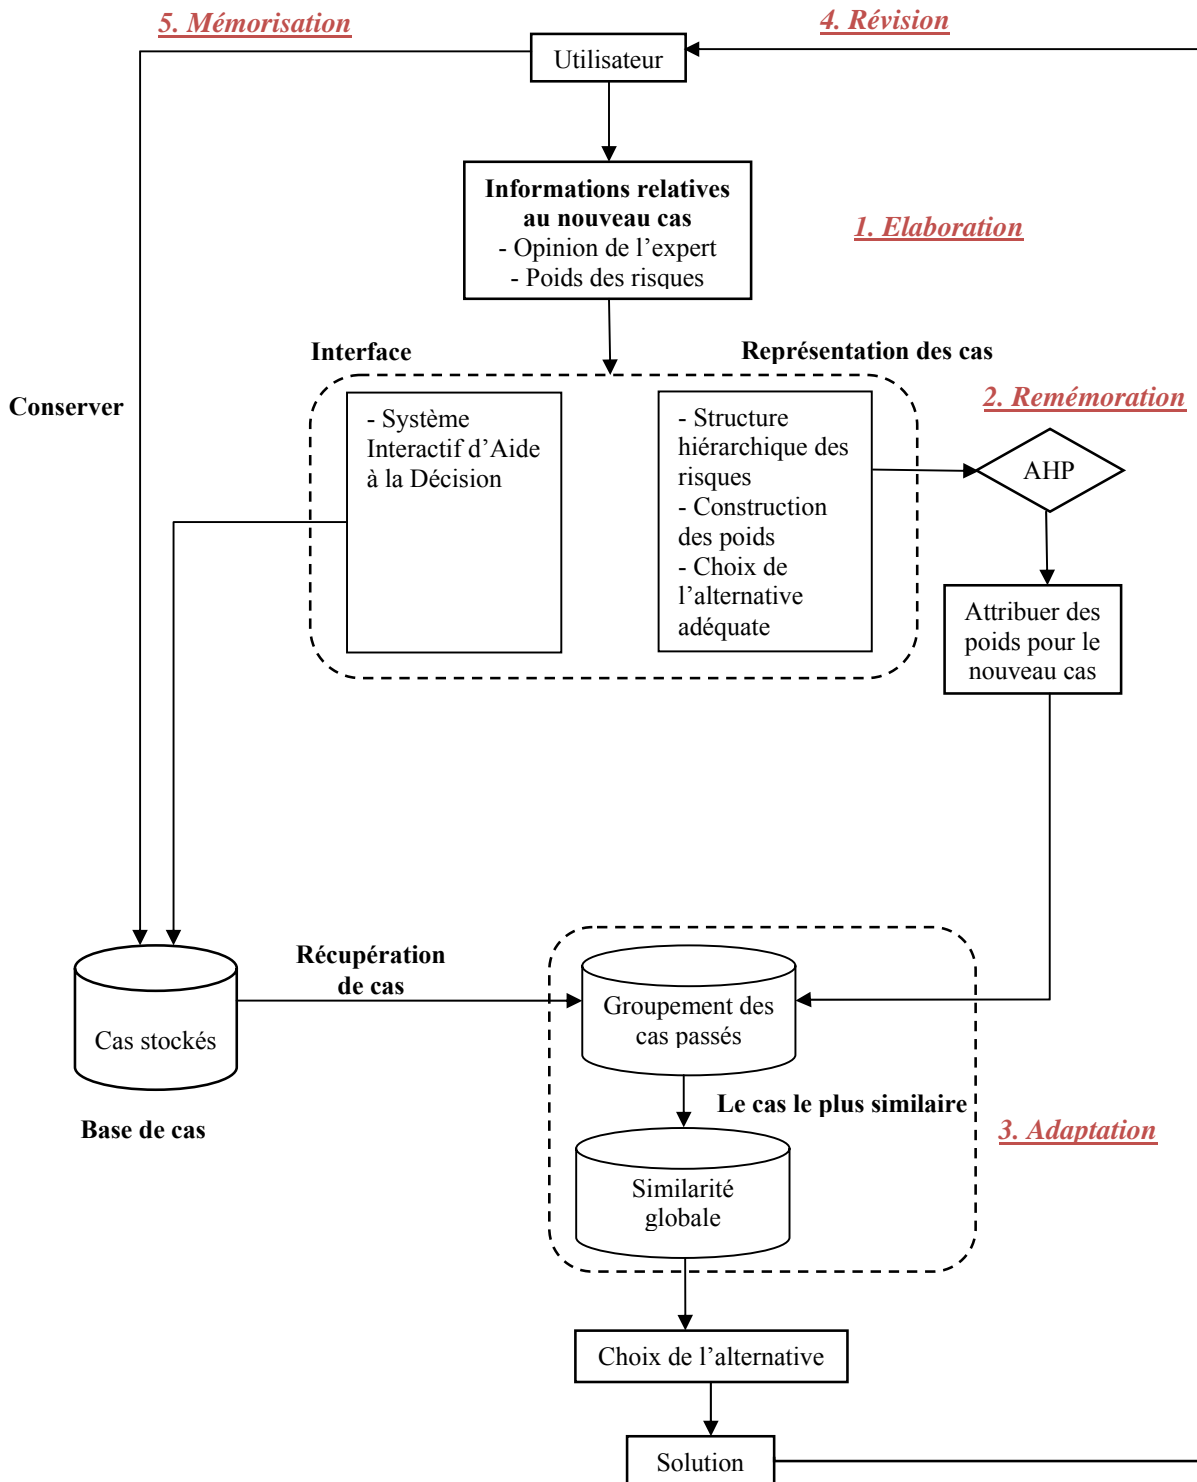 5. Mémorisation
4. Révision
Utilisateur
Informations relatives
au nouveau cas
- Opinion de l’expert
- Poids des risques
1. Elaboration
Interface
Représentation des cas
Conserver
2. Remémoration
- Système
Interactif d’Aide
à la Décision
- Structure
hiérarchique des
risques
- Construction
des poids
- Choix de
l’alternative
adéquate
AHP
Attribuer des
poids pour le
nouveau cas
Récupération
de cas
Cas stockés
Base de cas
Groupement des
cas passés
Le cas le plus similaire
3. Adaptation
Similarité
globale
Choix de l’alternative
Solution